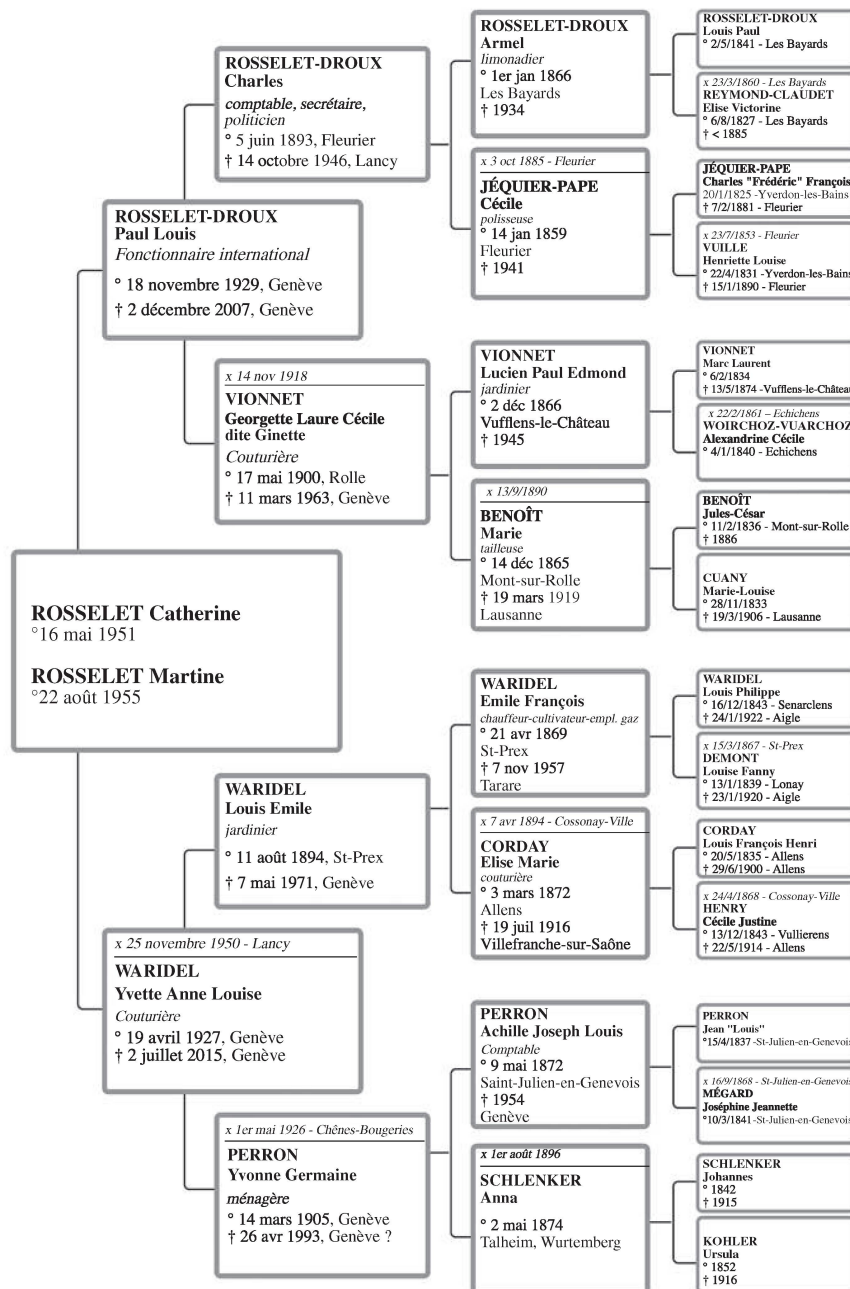 ROSSELET Catherine
°16 mai 1951
ROSSELET Martine
°22 août 1955
ROSSELET-DROUX
Paul Louis
Fonctionnaire international
° 18 novembre 1929, Genève
† 2 décembre 2007, Genève
x 25 novembre 1950 - Lancy
WARIDEL
Yvette Anne Louise
Couturière
° 19 avril 1927, Genève
† 2 juillet 2015, Genève
ROSSELET-DROUX
Charles
comptable, secrétaire,
politicien
° 5 juin 1893, Fleurier
† 14 octobre 1946, Lancy
x 14 nov 1918
VIONNET
Georgette Laure Cécile
dite Ginette
Couturière
° 17 mai 1900, Rolle
† 11 mars 1963, Genève
WARIDEL
Louis Emile
jardinier
° 11 août 1894, St-Prex
† 7 mai 1971, Genève
x 1er mai 1926 - Chênes-Bougeries
PERRON
Yvonne Germaine
ménagère
° 14 mars 1905, Genève
† 26 avr 1993, Genève ?
ROSSELET-DROUX
Armel
limonadier
° 1er jan 1866
Les Bayards
† 1934
x 3 oct 1885 - Fleurier
JÉQUIER-PAPE
Cécile
polisseuse
° 14 jan 1859
Fleurier
† 1941
VIONNET
Lucien Paul Edmond
jardinier
° 2 déc 1866
Vufflens-le-Château
† 1945
x 13/9/1890
BENOÎT
Marie
tailleuse
° 14 déc 1865
Mont-sur-Rolle
† 19 mars 1919
Lausanne
WARIDEL
Emile François
chauffeur-cultivateur-empl. gaz
° 21 avr 1869
St-Prex
† 7 nov 1957
Tarare
x 7 avr 1894 - Cossonay-Ville
CORDAY
Elise Marie
couturière
° 3 mars 1872
Allens
† 19 juil 1916
Villefranche-sur-Saône
PERRON
Achille Joseph Louis
Comptable
° 9 mai 1872
Saint-Julien-en-Genevois
† 1954
Genève
x 1er août 1896
SCHLENKER
Anna
° 2 mai 1874
Talheim, Wurtemberg
ROSSELET-DROUX
Louis Paul
° 2/5/1841 - Les Bayards
x 23/3/1860 - Les Bayards
REYMOND-CLAUDET
Elise Victorine
° 6/8/1827 - Les Bayards
† < 1885
JÉQUIER-PAPE
Charles "Frédéric" François
20/1/1825 -Yverdon-les-Bains
† 7/2/1881 - Fleurier
x 23/7/1853 - Fleurier
VUILLE
Henriette Louise
° 22/4/1831 -Yverdon-les-Bains
† 15/1/1890 - Fleurier
VIONNET
Marc Laurent
° 6/2/1834
† 13/5/1874 -Vufflens-le-Château
x 22/2/1861 – Echichens
WOIRCHOZ-VUARCHOZ
Alexandrine Cécile
° 4/1/1840 - Echichens
BENOÎT
Jules-César
° 11/2/1836 - Mont-sur-Rolle
† 1886
CUANY
Marie-Louise
° 28/11/1833
† 19/3/1906 - Lausanne
WARIDEL
Louis Philippe
° 16/12/1843 - Senarclens
† 24/1/1922 - Aigle
x 15/3/1867 - St-Prex
DEMONT
Louise Fanny
° 13/1/1839 - Lonay
† 23/1/1920 - Aigle
CORDAY
Louis François Henri
° 20/5/1835 - Allens
† 29/6/1900 - Allens
x 24/4/1868 - Cossonay-Ville
HENRY
Cécile Justine
° 13/12/1843 - Vullierens
† 22/5/1914 - Allens
PERRON
Jean "Louis"
°15/4/1837 -St-Julien-en-Genevois
x 16/9/1868 - St-Julien-en-Genevois
MÉGARD
Joséphine Jeannette
°10/3/1841 -St-Julien-en-Genevois
SCHLENKER
Johannes
° 1842
† 1915
KOHLER
Ursula
° 1852
† 1916